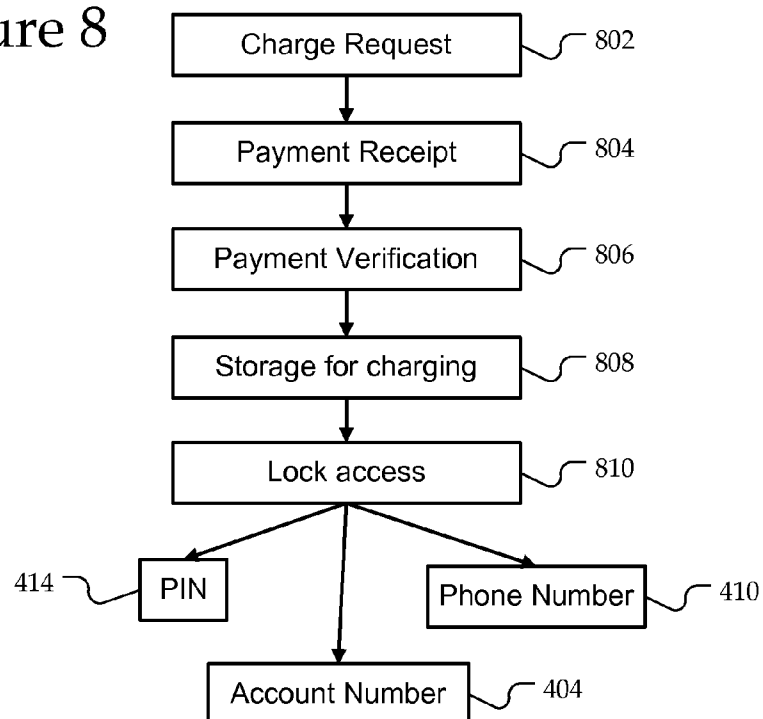 ure 8
Charge Request 802
Payment Receipt 804
Payment Verification 806
Storage for charging 808
Lock access 810
414 PIN
Phone Number 410
Account Number 404